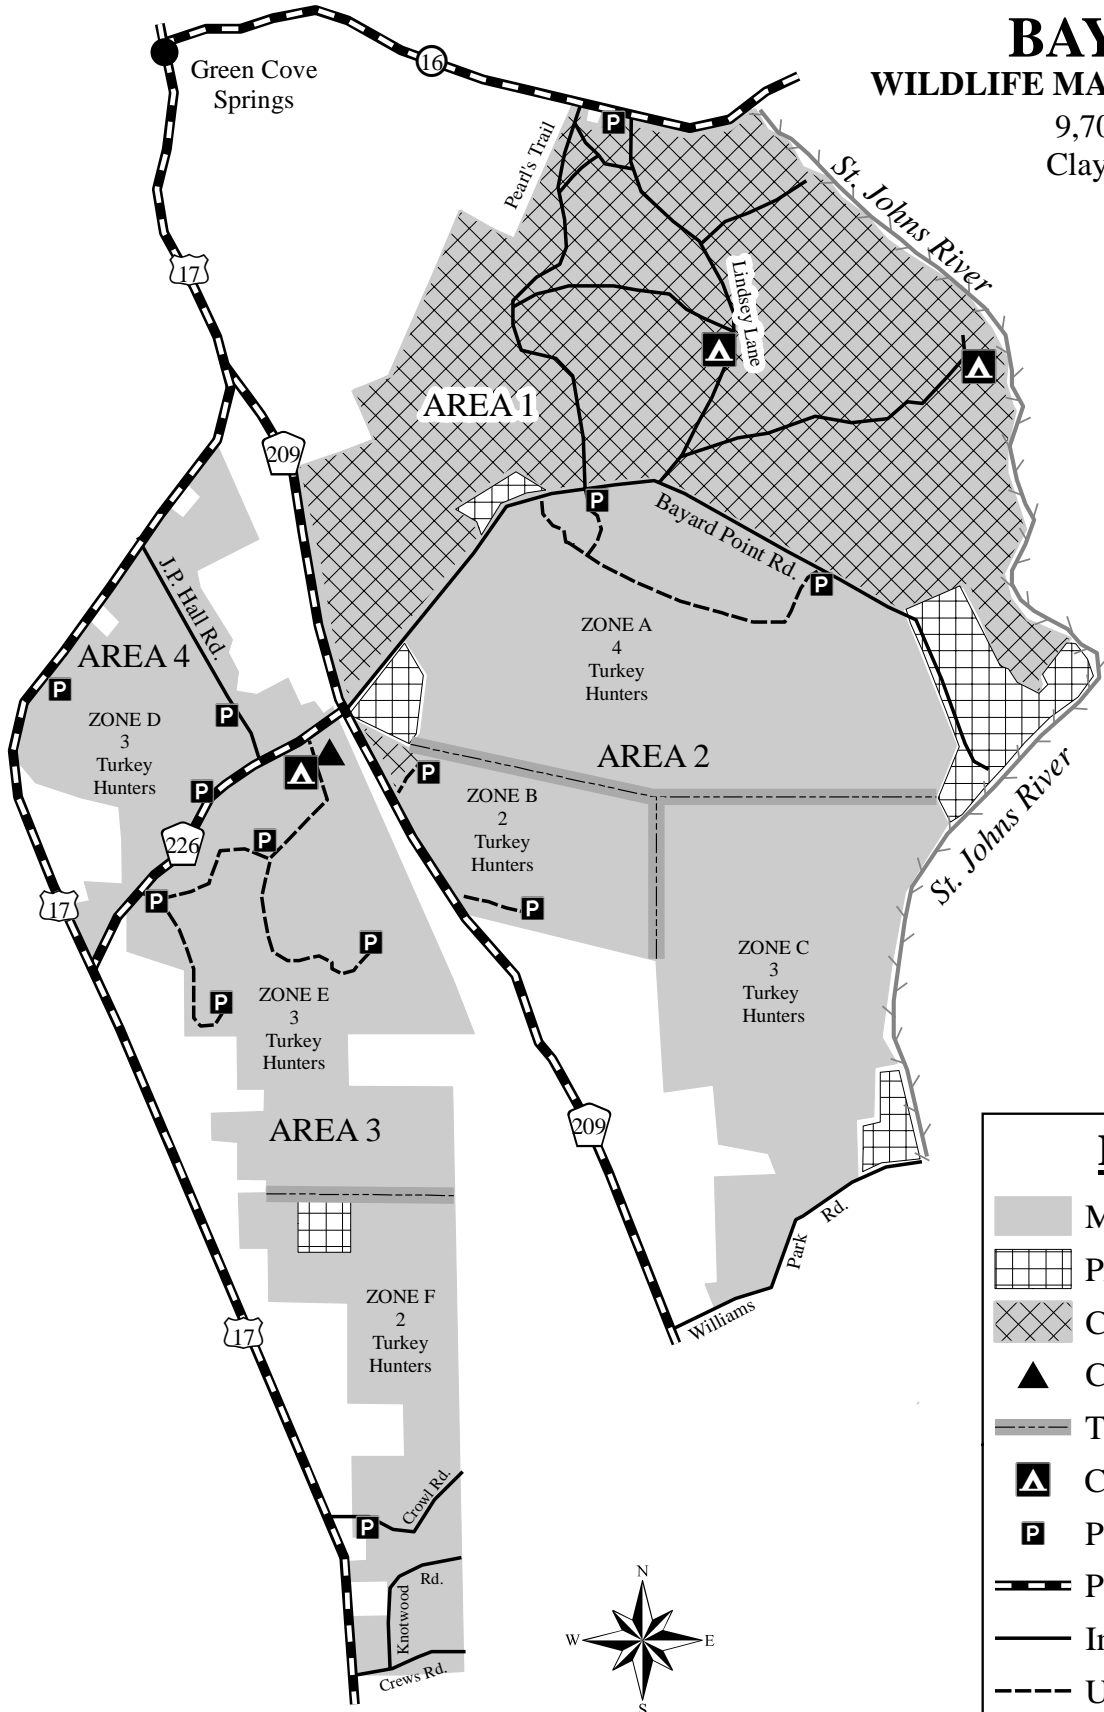 BAY
WILDLIFE MA
9,70
Clay
Green Cove
Springs
16
P
Pearl's Trail
St. Johns River
17
Lindsey Lane
AREA 1
209
P
Bayard Point Rd.
P
J.P. Hall Rd.
ZONE A
4
Turkey
Hunters
AREA 4
P
ZONE D
3
Turkey
Hunters
P
AREA 2
P
P
ZONE B
2
Turkey
Hunters
St. Johns River
226
P
17
P
P
P
ZONE C
3
Turkey
Hunters
P
ZONE E
3
Turkey
Hunters
AREA 3
209
Williams
Park
Rd.
17
ZONE F
2
Turkey
Hunters
Crowl Rd.
P
Knotwood
Rd.
Crews Rd.
N
W
E
S
M
P
C
C
T
C
P
P
P
In
U